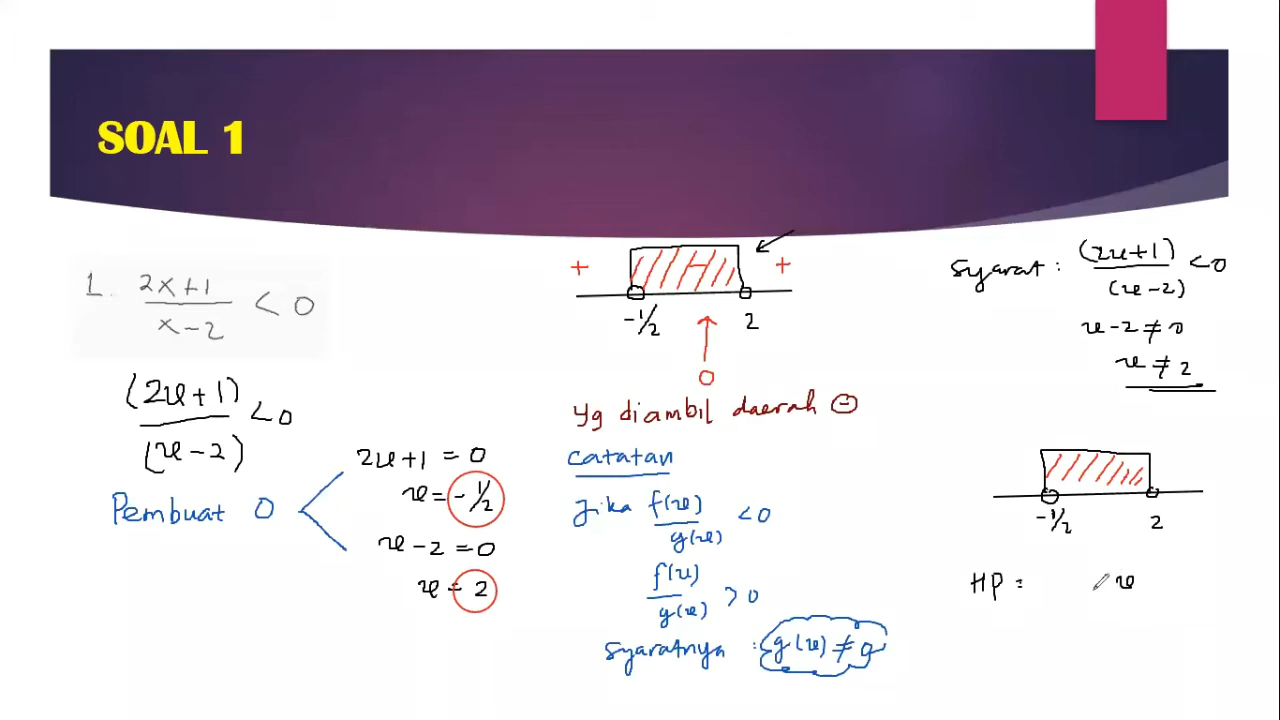 SOAL 1
1. 2x+1 / x-2 < 0
(2x+1) / (x-2) < 0
Pembuat 0
2x+1 = 0
x = -1/2
x-2 = 0
x = 2
+ +
-1/2 2
0
Yg diambil daerah ⊖
Catatan
Jika f(x) / g(x) < 0
f(x) / g(x) > 0
Syaratnya : g(x) ≠ 0
Syarat : (2x+1) / (x-2) < 0
x-2 ≠ 0
x ≠ 2
-1/2 2
HP = x